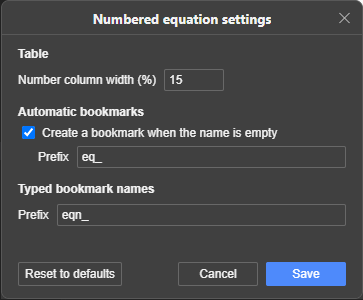 Numbered equation settings
Table
Number column width (%) 15
Automatic bookmarks
Create a bookmark when the name is empty
Prefix eq_
Typed bookmark names
Prefix eqn_
Reset to defaults Cancel Save